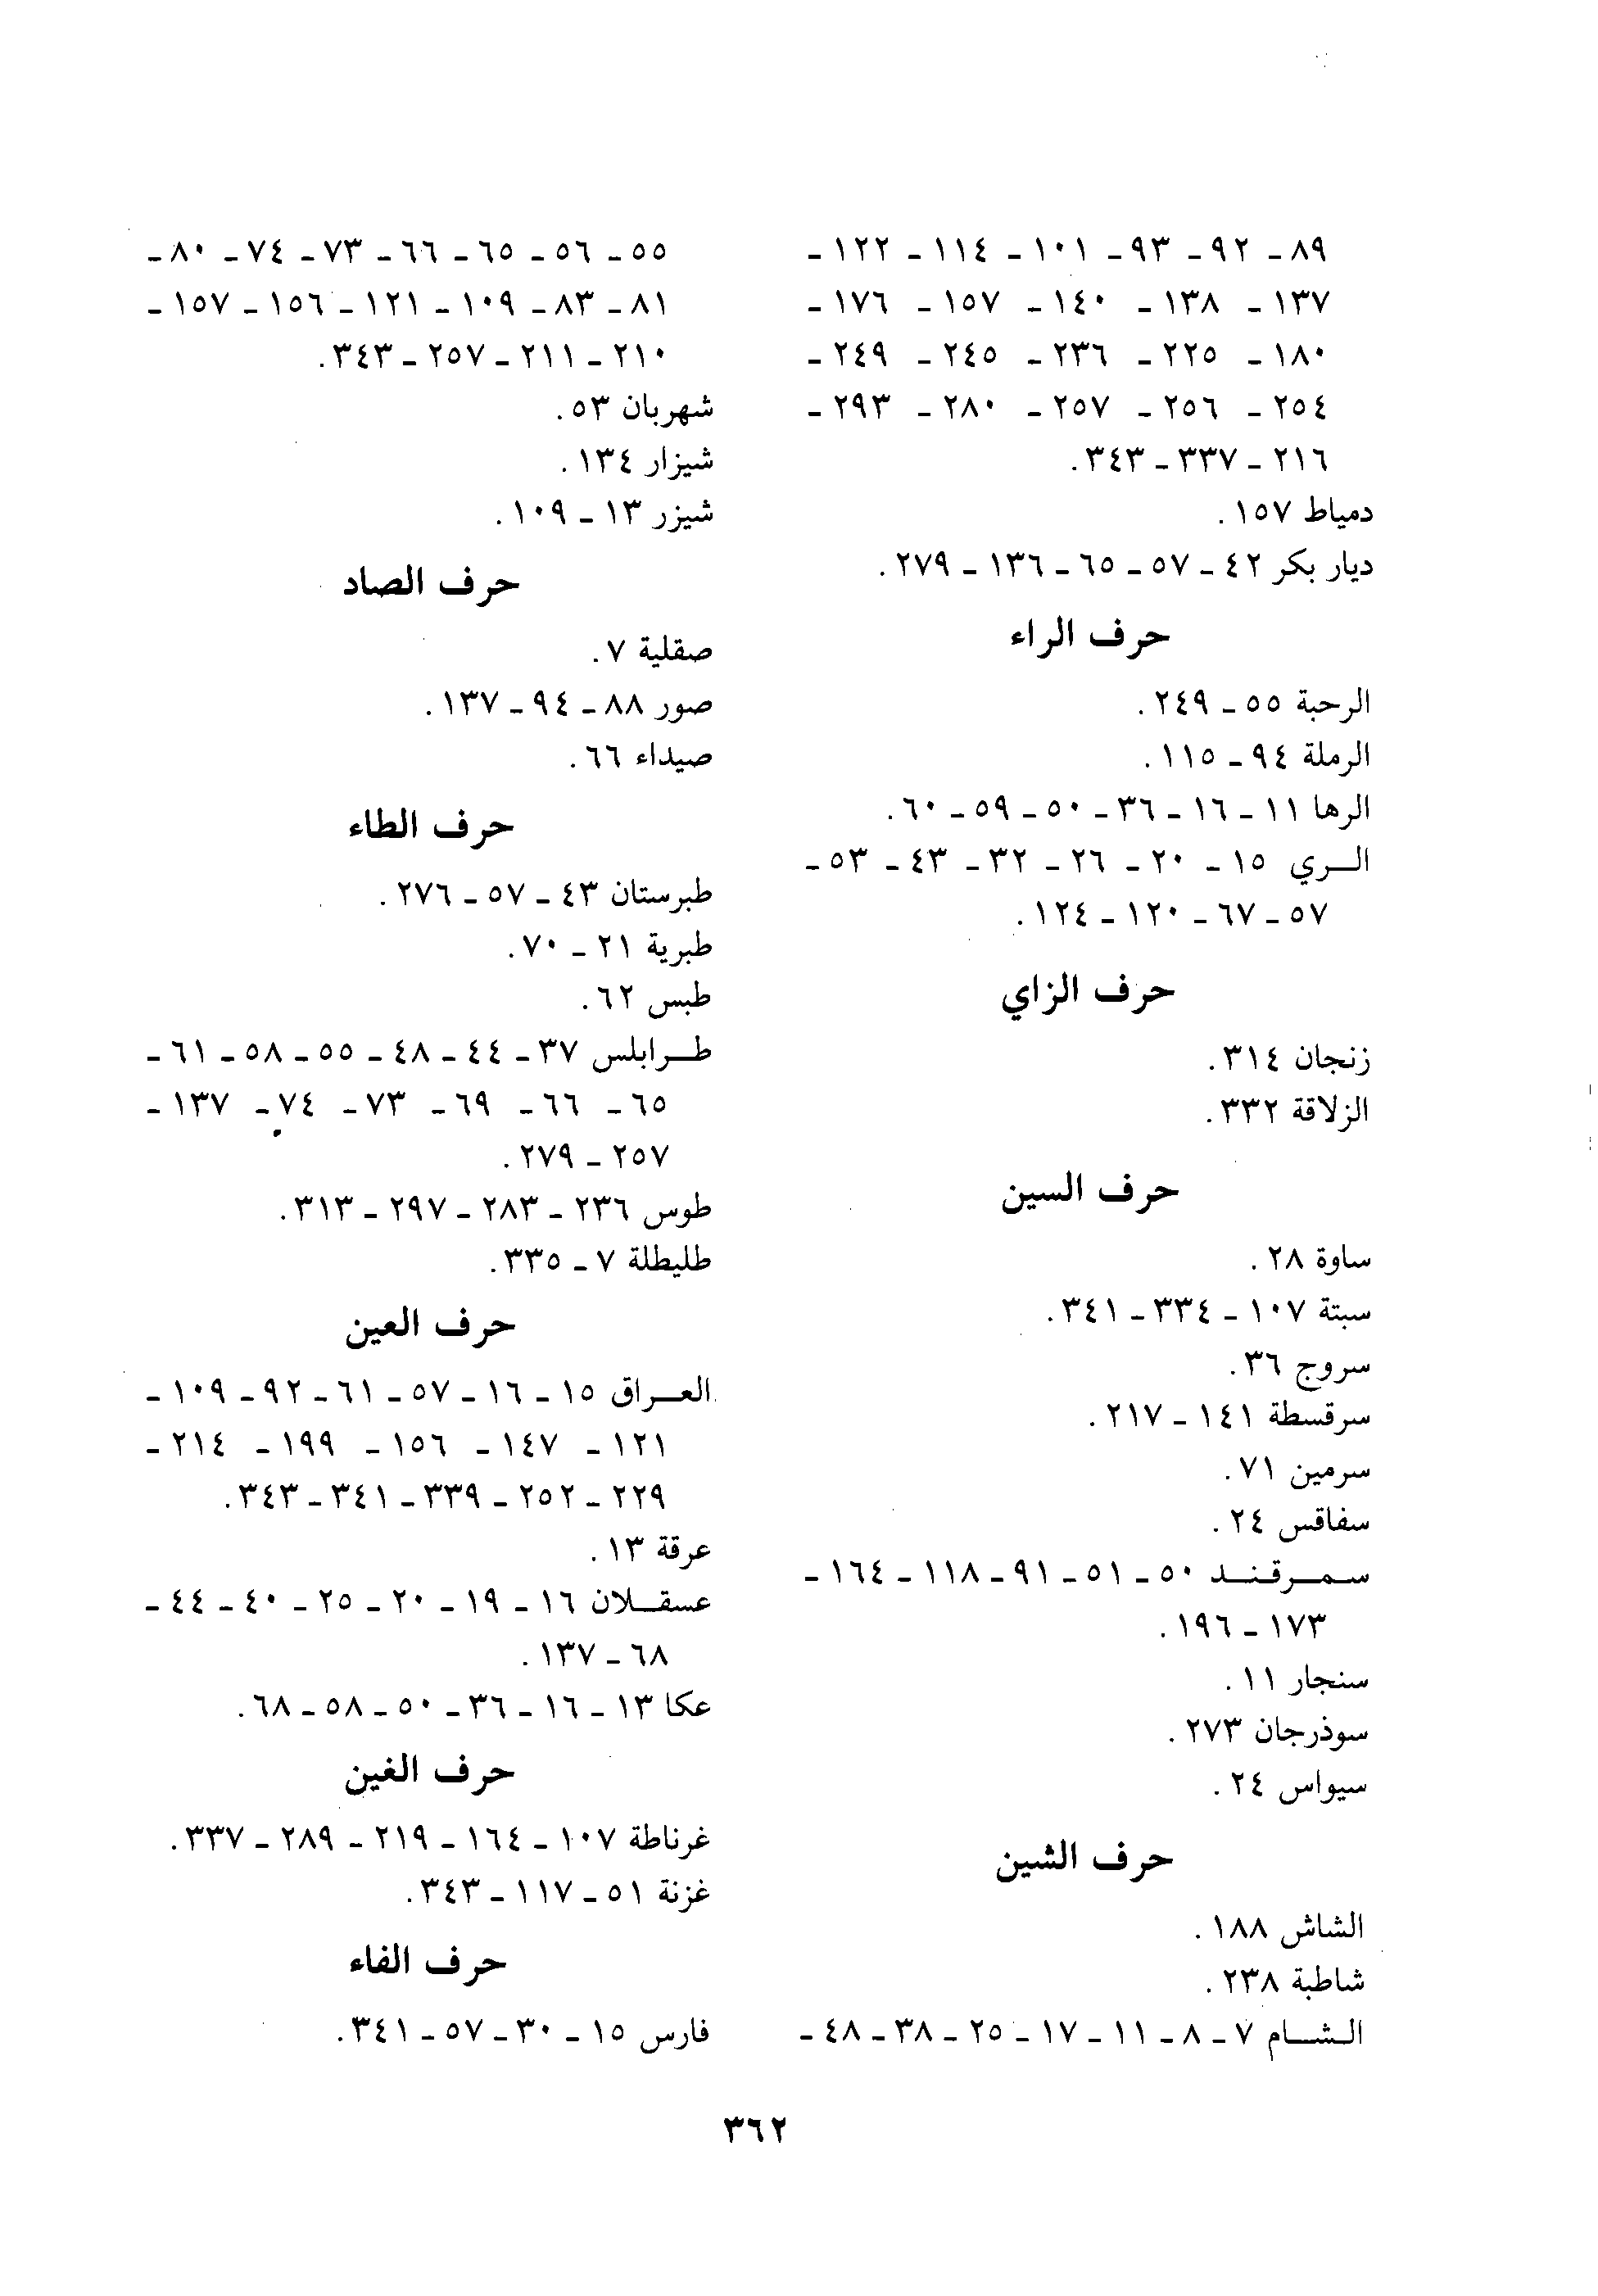 ٨٩ ـ ٩٢ ـ ٩٣ ـ ١٠١ ـ ١١٤ ـ ١٢٢ ـ
١٣٧ ـ ١٣٨ ـ ١٤٠ ـ ١٥٧ ـ ١٧٦ ـ
١٨٠ ـ ٢٢٥ ـ ٢٣٦ ـ ٢٤٥ ـ ٢٤٩ ـ
٢٥٤ ـ ٢٥٦ ـ ٢٥٧ ـ ٢٨٠ ـ ٢٩٣ ـ
٢١٦ ـ ٣٣٧ ـ ٣٤٣.
دمياط ١٥٧.
ديار بكر ٤٢ ـ ٥٧ ـ ٦٥ ـ ١٣٦ ـ ٢٧٩.
حرف الراء
الرحبة ٥٥ ـ ٢٤٩.
الرملة ٩٤ ـ ١١٥.
الرها ١١ ـ ١٦ ـ ٣٦ ـ ٥٠ ـ ٥٩ ـ ٦٠.
الـري ١٥ ـ ٢٠ ـ ٢٦ ـ ٣٢ ـ ٤٣ ـ ٥٣ ـ
٥٧ ـ ٦٧ ـ ١٢٠ ـ ١٢٤.
حرف الزاي
زنجان ٣١٤.
الزلاقة ٣٣٢.
حرف السين
ساوة ٢٨.
سبتة ١٠٧ ـ ٣٣٤ ـ ٣٤١.
سروج ٣٦.
سرقسطة ١٤١ ـ ٢١٧.
سرمين ٧١.
سفاقس ٢٤.
سـمـرقـنـد ٥٠ ـ ٥١ ـ ٩١ ـ ١١٨ ـ ١٦٤ ـ
١٧٣ ـ ١٩٦.
سنجار ١١.
سوذرجان ٢٧٣.
سيواس ٢٤.
حرف الشين
الشاش ١٨٨.
شاطبة ٢٣٨.
الـشـام ٧ ـ ٨ ـ ١١ ـ ١٧ ـ ٢٥ ـ ٣٨ ـ ٤٨ ـ
٥٥ ـ ٥٦ ـ ٦٥ ـ ٦٦ ـ ٧٣ ـ ٧٤ ـ ٨٠ ـ
٨١ ـ ٨٣ ـ ١٠٩ ـ ١٢١ ـ ١٥٦ ـ ١٥٧ ـ
٢١٠ ـ ٢١١ ـ ٢٥٧ ـ ٣٤٣.
شهربان ٥٣.
شيزار ١٣٤.
شيزر ١٣ ـ ١٠٩.
حرف الصاد
صقلية ٧.
صور ٨٨ ـ ٩٤ ـ ١٣٧.
صيداء ٦٦.
حرف الطاء
طبرستان ٤٣ ـ ٥٧ ـ ٢٧٦.
طبرية ٢١ ـ ٧٠.
طبس ٦٢.
طـرابلس ٣٧ ـ ٤٤ ـ ٤٨ ـ ٥٥ ـ ٥٨ ـ ٦١ ـ
٦٥ ـ ٦٦ ـ ٦٩ ـ ٧٣ ـ ٧٤ ـ ١٣٧ ـ
٢٥٧ ـ ٢٧٩.
طوس ٢٣٦ ـ ٢٨٣ ـ ٢٩٧ ـ ٣١٣.
طليطلة ٧ ـ ٣٣٥.
حرف العين
العـراق ١٥ ـ ١٦ ـ ٥٧ ـ ٦١ ـ ٩٢ ـ ١٠٩ ـ
١٢١ ـ ١٤٧ ـ ١٥٦ ـ ١٩٩ ـ ٢١٤ ـ
٢٢٩ ـ ٢٥٢ ـ ٣٣٩ ـ ٣٤١ ـ ٣٤٣.
عرقة ١٣.
عسقـلان ١٦ ـ ١٩ ـ ٢٠ ـ ٢٥ ـ ٤٠ ـ ٤٤ ـ
٦٨ ـ ١٣٧.
عكا ١٣ ـ ١٦ ـ ٣٦ ـ ٥٠ ـ ٥٨ ـ ٦٨.
حرف الغين
غرناطة ١٠٧ ـ ١٦٤ ـ ٢١٩ ـ ٢٨٩ ـ ٣�٧.
غزنة ٥١ ـ ١١٧ ـ ٣٤٣.
حرف الفاء
فارس ١٥ ـ ٣٠ ـ ٥٧ ـ ٣٤١.
٣٦٢